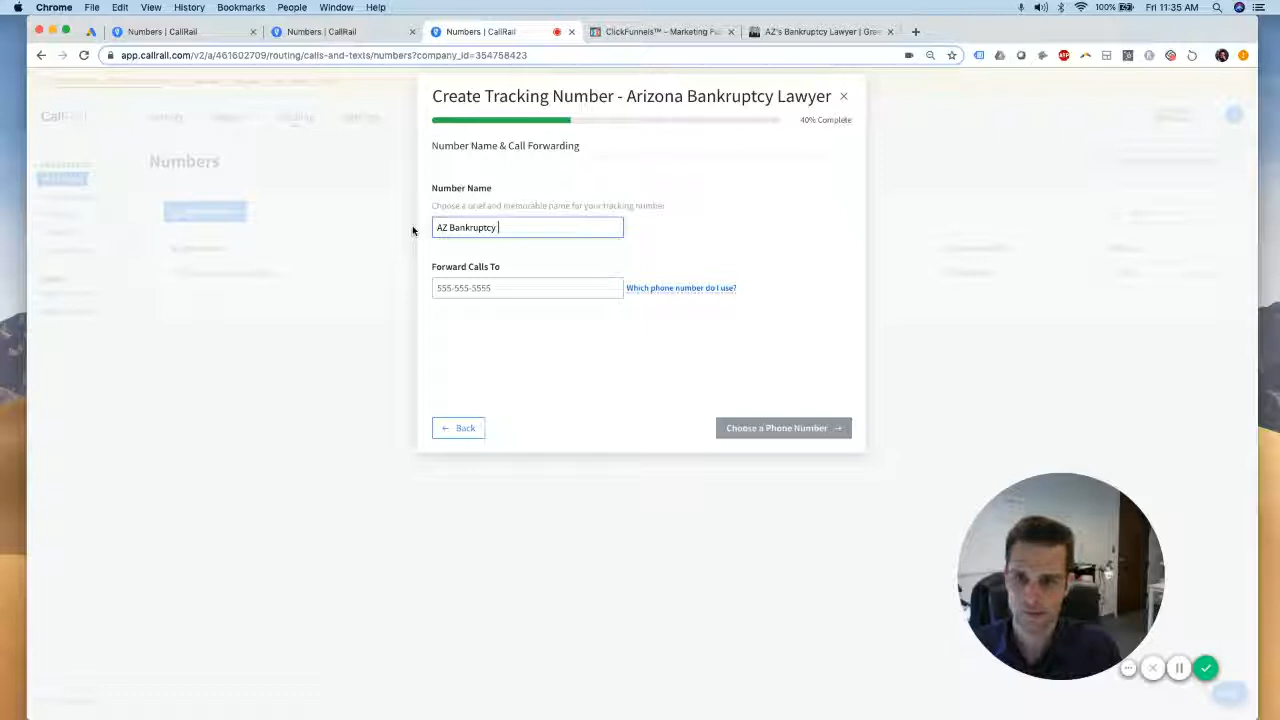 Chrome File Edit View History Bookmarks People Window Help
100% Fri 11:35 AM
Numbers | CallRail
Numbers | CallRail
Numbers | CallRail
ClickFunnels™ - Marketing Fu
AZ's Bankruptcy Lawyer | Gree
app.callrail.com/v2/a/461602709/routing/calls-and-texts/numbers?company_id=354758423
Create Tracking Number - Arizona Bankruptcy Lawyer
40% Complete
Number Name & Call Forwarding
Numbers
Number Name
Choose a brief and memorable name for your tracking number
AZ Bankruptcy
Forward Calls To
555-555-5555
Which phone number do I use?
← Back
Choose a Phone Number →